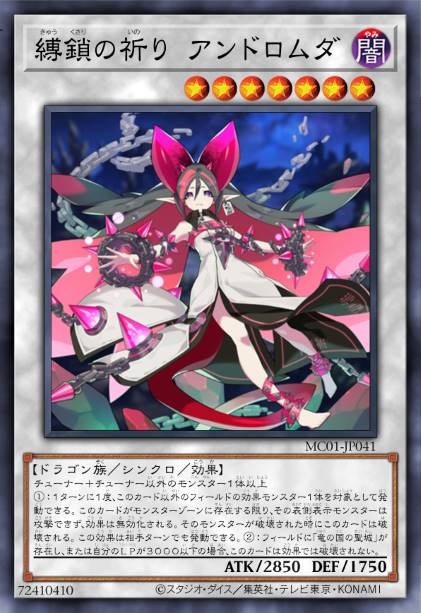 きゅう くさり いの
縛鎖の祈り アンドロムダ
やみ
闇
MC01-JP041
【ドラゴン族／シンクロ／効果】
チューナー＋チューナー以外のモンスター1体以上
①：1ターンに1度、このカード以外のフィールドの効果モンスター1体を対象として発
動できる。このカードがモンスターゾーンに存在する限り、その表側表示モンスターは
攻撃できず、効果は無効化される。そのモンスターが破壊された時にこのカードは破
壊される。この効果は相手ターンでも発動できる。②：フィールドに「竜の国の聖城」が
存在し、または自分のLPが3000以下の場合、このカードは効果では破壊されない。
ATK/2850 DEF/1750
72410410
©スタジオ・ダイス／集英社・テレビ東京・KONAMI